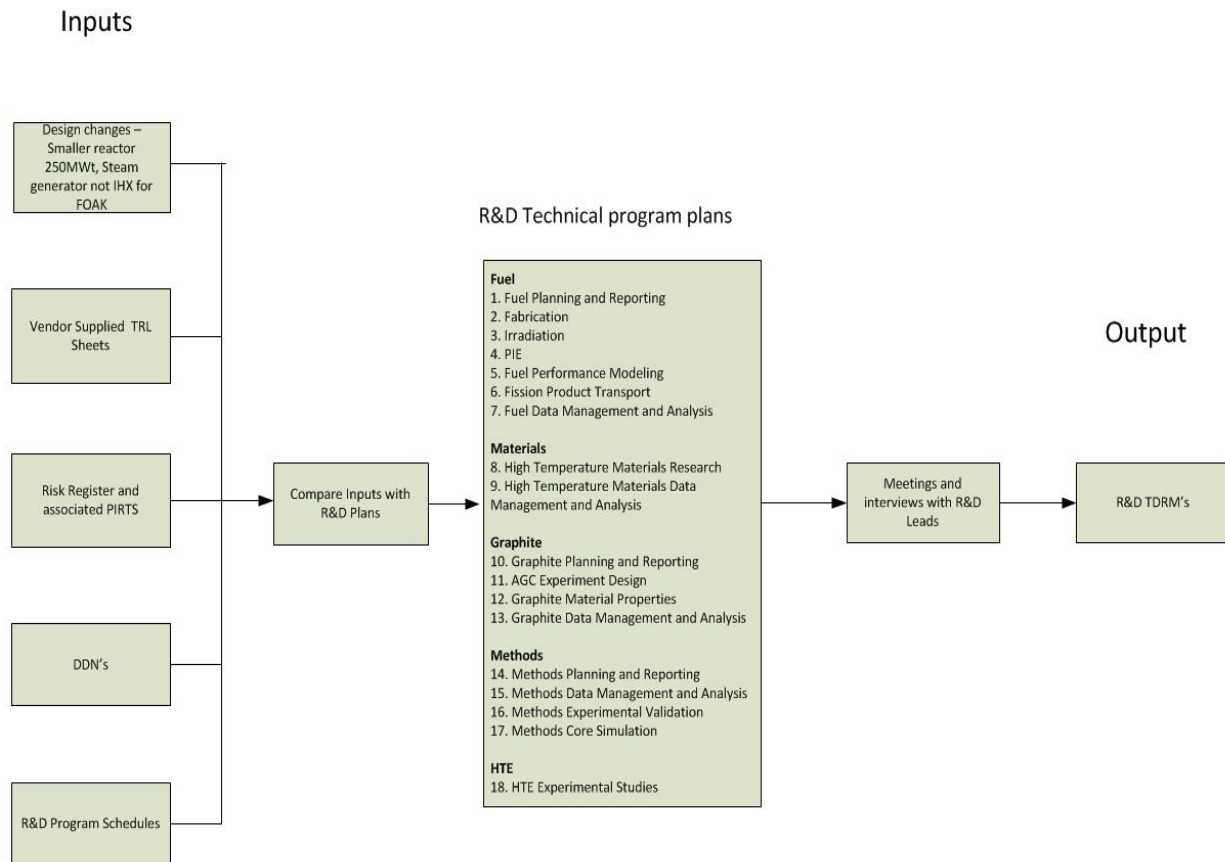 Inputs
Design changes –
Smaller reactor
250MWt, Steam
generator not IHX for
FOAK
Vendor Supplied TRL
Sheets
Risk Register and
associated PIRTS
DDN's
R&D Program Schedules
Compare Inputs with
R&D Plans
R&D Technical program plans
Fuel
1. Fuel Planning and Reporting
2. Fabrication
3. Irradiation
4. PIE
5. Fuel Performance Modeling
6. Fission Product Transport
7. Fuel Data Management and Analysis
Materials
8. High Temperature Materials Research
9. High Temperature Materials Data
Management and Analysis
Graphite
10. Graphite Planning and Reporting
11. AGC Experiment Design
12. Graphite Material Properties
13. Graphite Data Management and Analysis
Methods
14. Methods Planning and Reporting
15. Methods Data Management and Analysis
16. Methods Experimental Validation
17. Methods Core Simulation
HTE
18. HTE Experimental Studies
Meetings and
interviews with R&D
Leads
Output
R&D TDRM's